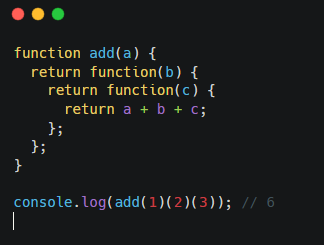 function add(a) {
  return function(b) {
    return function(c) {
      return a + b + c;
    };
  };
}

console.log(add(1)(2)(3)); // 6